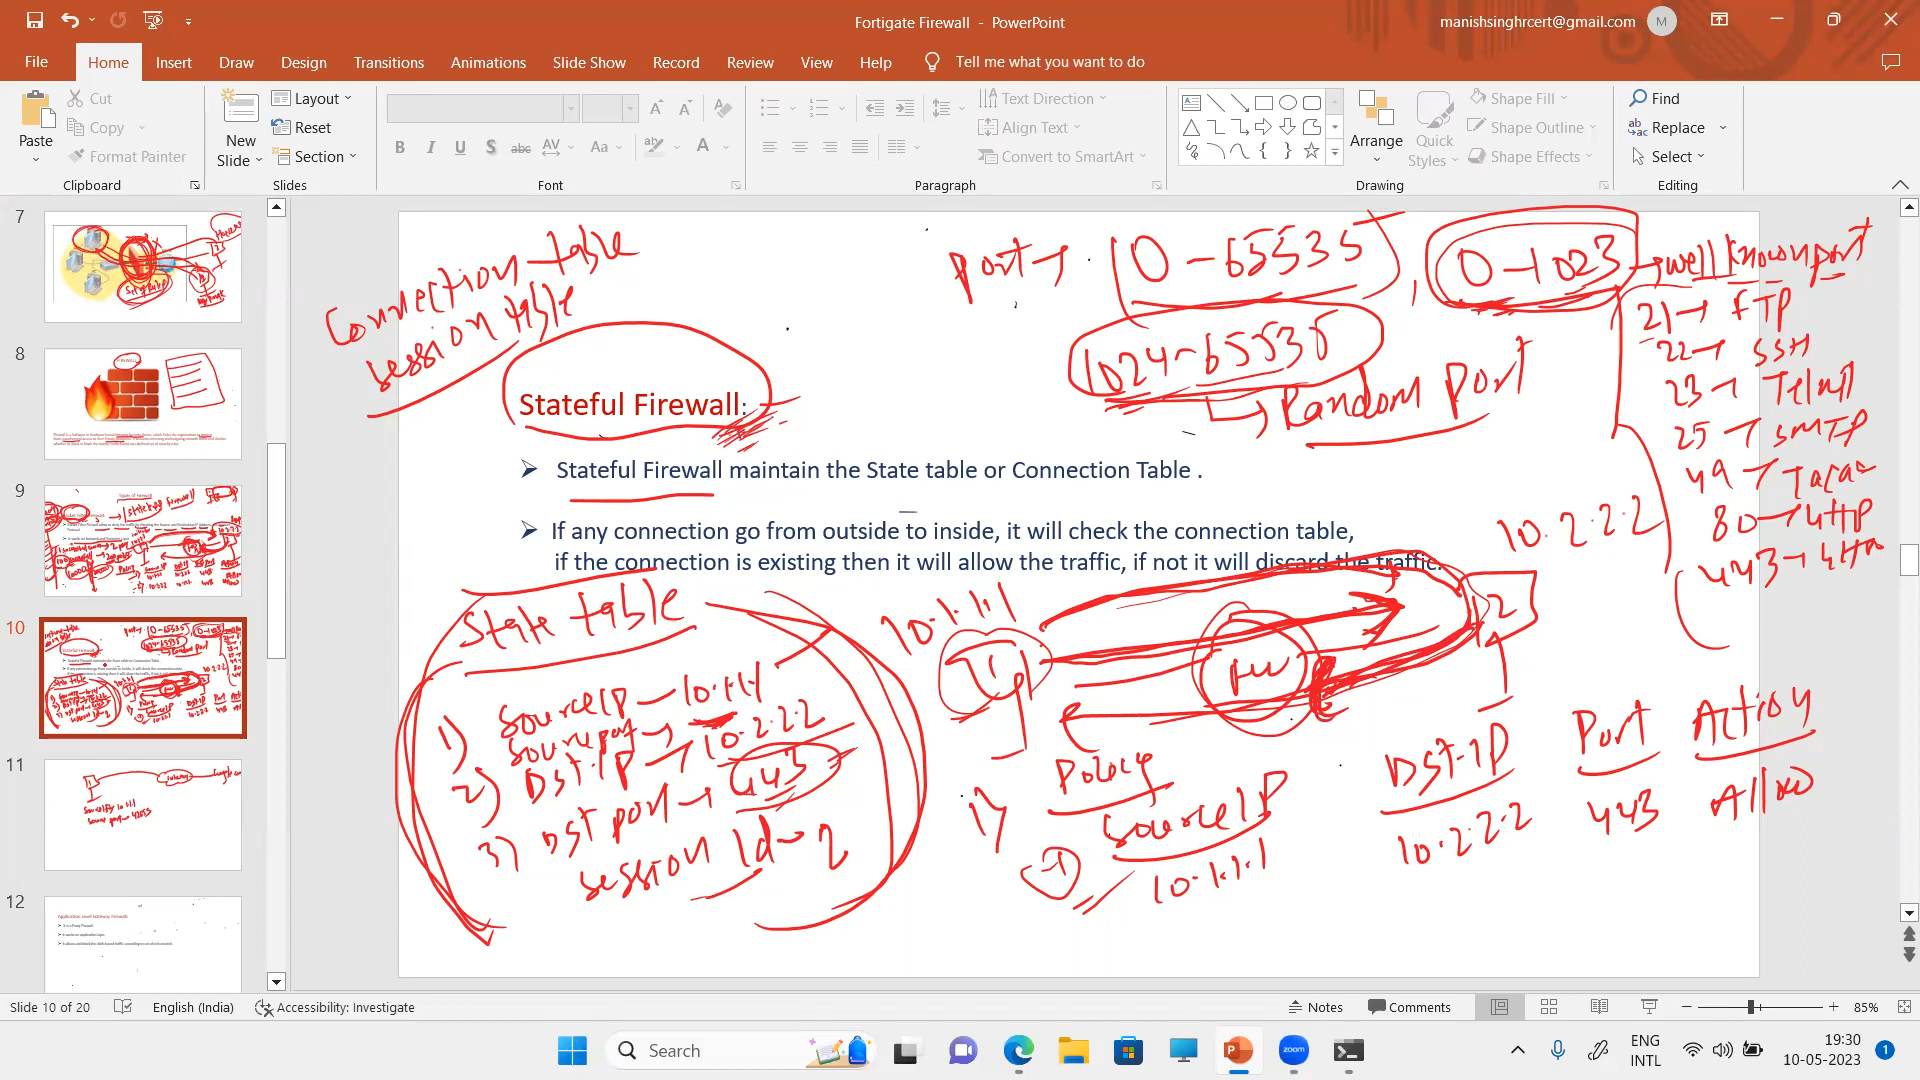 Fortigate Firewall - PowerPoint
manishsinghrcert@gmail.com
M
File
Home
Insert
Draw
Design
Transitions
Animations
Slide Show
Record
Review
View
Help
Tell me what you want to do
Paste
Cut
Copy
Format Painter
Clipboard
New Slide
Layout
Reset
Section
Slides
Font
Text Direction
Align Text
Convert to SmartArt
Paragraph
Arrange
Quick Styles
Shape Fill
Shape Outline
Shape Effects
Drawing
Find
Replace
Select
Editing
7
8
9
10
11
12
Connection table
session table
Port → (0 - 65535), 0-1023 → well known port
1024-65535
Random Port
21 → FTP
22 → SSH
23 → Telnet
25 → SMTP
49 →
80 →
443 →
Stateful Firewall:
Stateful Firewall maintain the State table or Connection Table .
If any connection go from outside to inside, it will check the connection table,
if the connection is existing then it will allow the traffic, if not it will discard the traffic.
State table
1) Source IP - 10.1.1.1
source port →
2) Dst-IP → 10.2.2.2
3) Dst port → 443
session Id - 2
10.1.1.1
FW
2
10.2.2.2
Policy
1)
Source IP
Dst-IP
Port
Action
10.1.1.1
10.2.2.2
443
Allow
Slide 10 of 20
English (India)
Accessibility: Investigate
Notes
Comments
85%
Search
zoom
ENG
INTL
19:30
10-05-2023
1